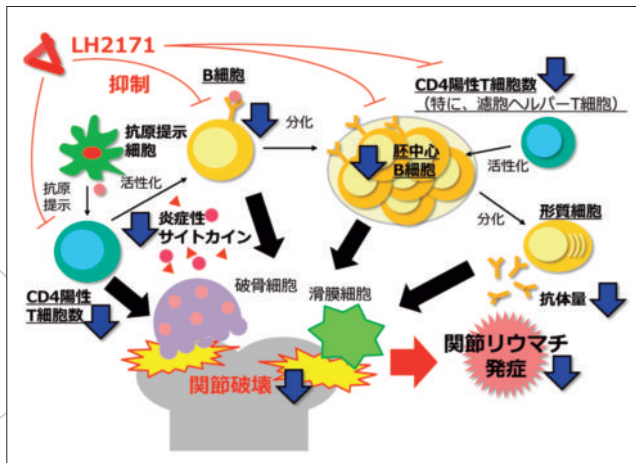 LH2171
抑制
B細胞
CD4陽性T細胞数
（特に、濾胞ヘルパーT細胞）
抗原提示
細胞
分化
胚中心
B細胞
活性化
抗原
提示
活性化
炎症性
サイトカイン
分化
形質細胞
CD4陽性
T細胞数
破骨細胞
滑膜細胞
抗体量
関節破壊
関節リウマチ
発症